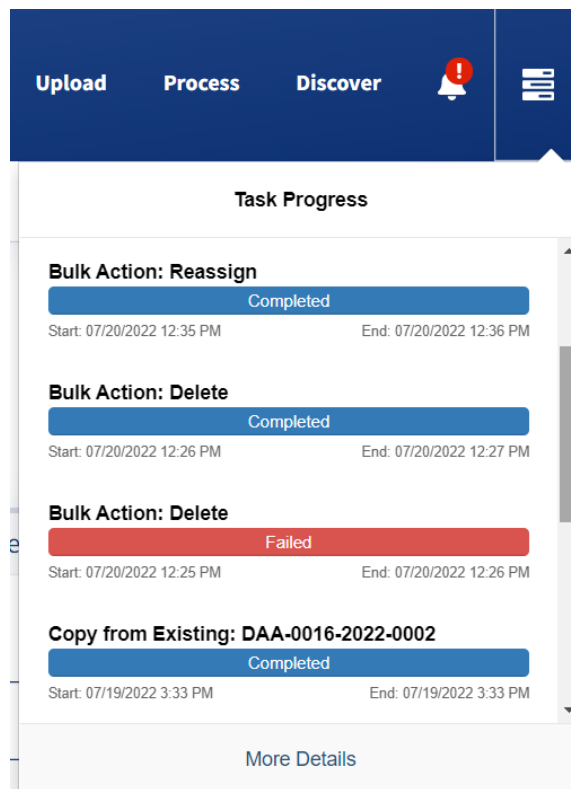 Upload Process Discover !
Task Progress
Bulk Action: Reassign
Completed
Start: 07/20/2022 12:35 PM End: 07/20/2022 12:36 PM
Bulk Action: Delete
Completed
Start: 07/20/2022 12:26 PM End: 07/20/2022 12:27 PM
Bulk Action: Delete
Failed
e
Start: 07/20/2022 12:25 PM End: 07/20/2022 12:26 PM
Copy from Existing: DAA-0016-2022-0002
Completed
Start: 07/19/2022 3:33 PM End: 07/19/2022 3:33 PM
More Details